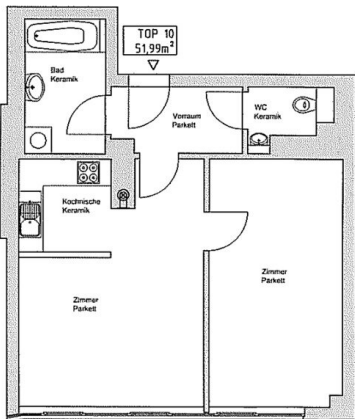 TOP 10
51,99m²
Bad
Keramik
Vorraum
Parkett
WC
Keramik
Kochnische
Keramik
Zimmer
Parkett
Zimmer
Parkett